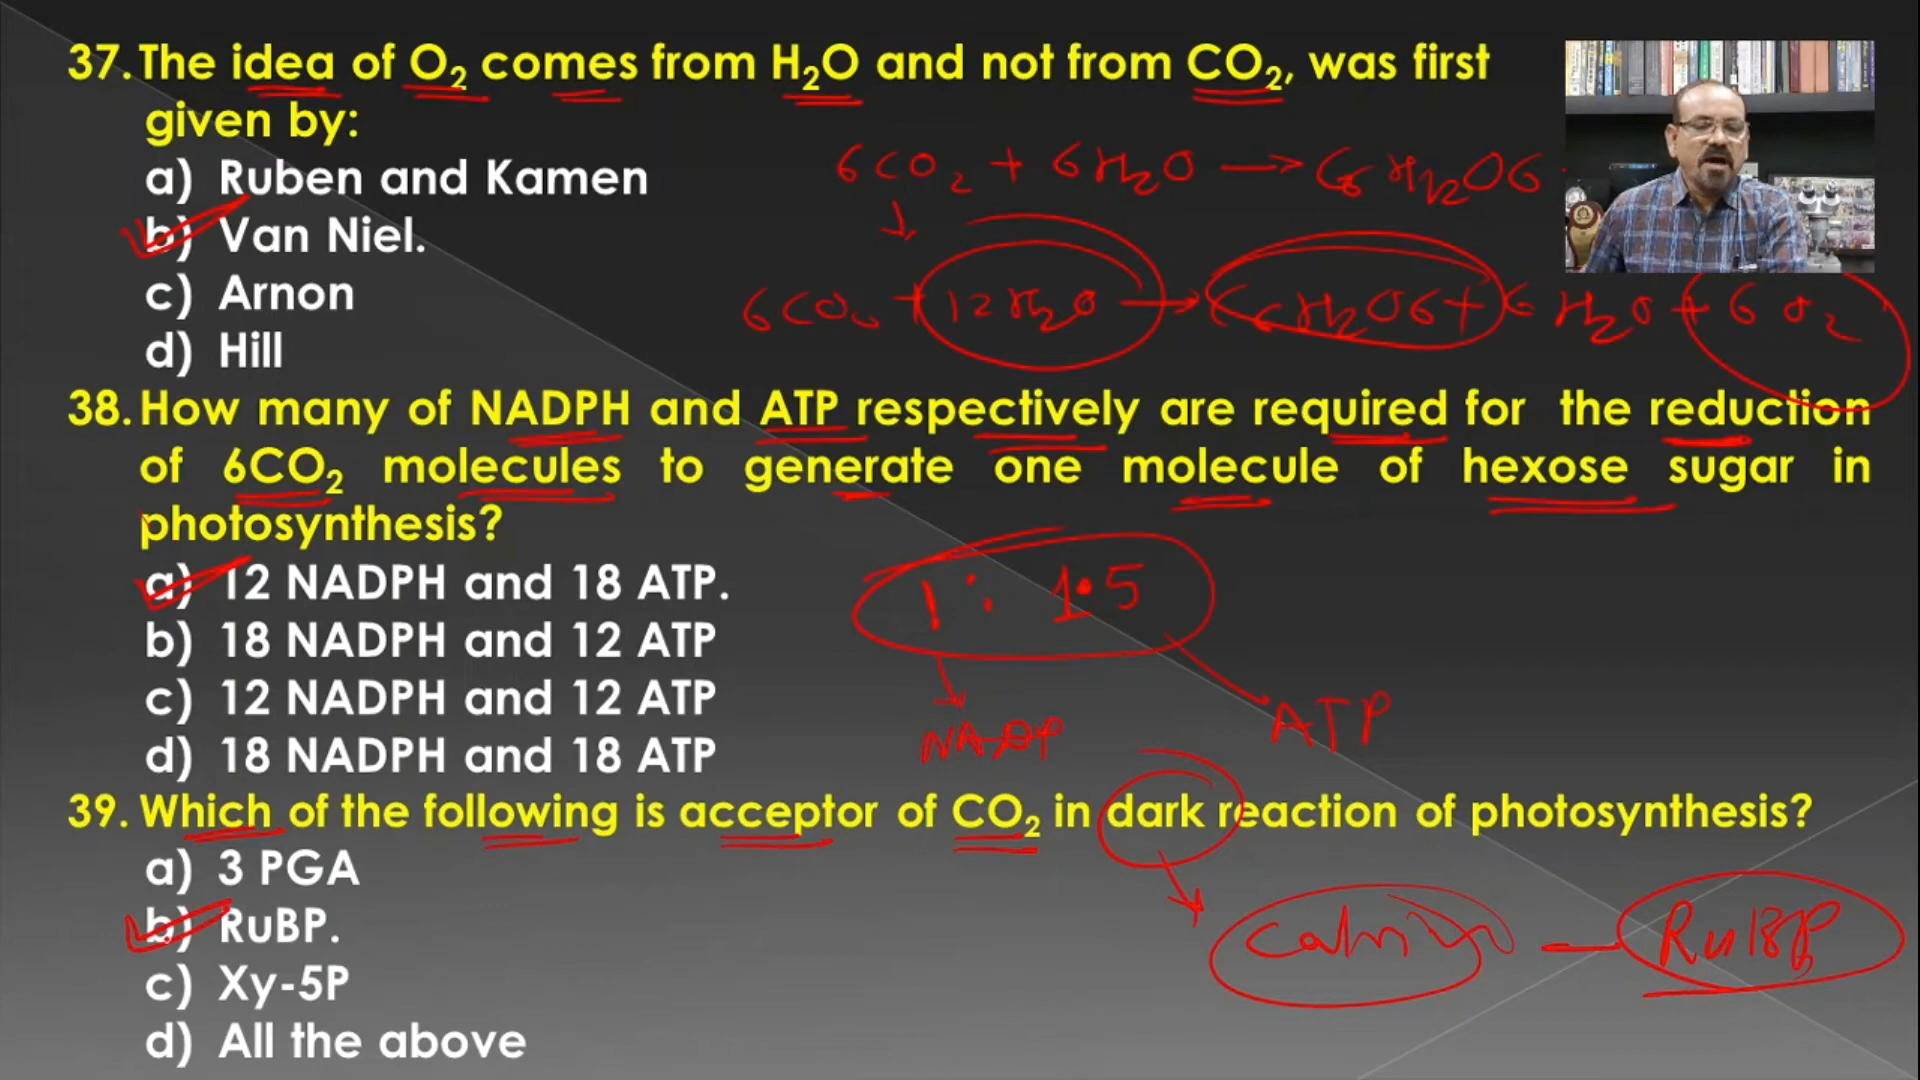 37. The idea of O₂ comes from H₂O and not from CO₂, was first
given by:
a) Ruben and Kamen
6CO₂ + 6H₂O → C₆H₁₂O₆
b) Van Niel.
c) Arnon
6CO₂ + 12H₂O → C₆H₁₂O₆ + 6H₂O + 6O₂
d) Hill
38. How many of NADPH and ATP respectively are required for the reduction
of 6CO₂ molecules to generate one molecule of hexose sugar in
photosynthesis?
a) 12 NADPH and 18 ATP.
1 : 1.5
b) 18 NADPH and 12 ATP
c) 12 NADPH and 12 ATP
ATP
d) 18 NADPH and 18 ATP
39. Which of the following is acceptor of CO₂ in dark reaction of photosynthesis?
a) 3 PGA
b) RuBP.
Calvin — RuBP
c) Xy-5P
d) All the above